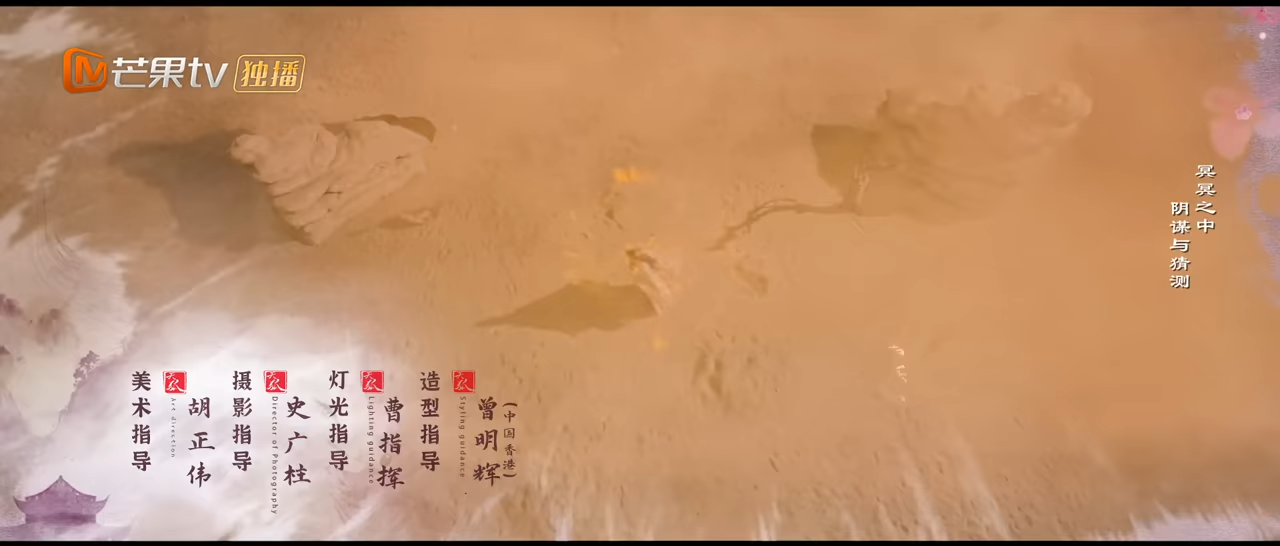 芒果tv 独播
冥冥之中
阴谋与猜测
美术指导
Art direction
胡正伟
摄影指导
Director of Photography
史广柱
灯光指导
Lighting guidance
曹指挥
造型指导
Styling guidance
曾明辉
(中国香港)